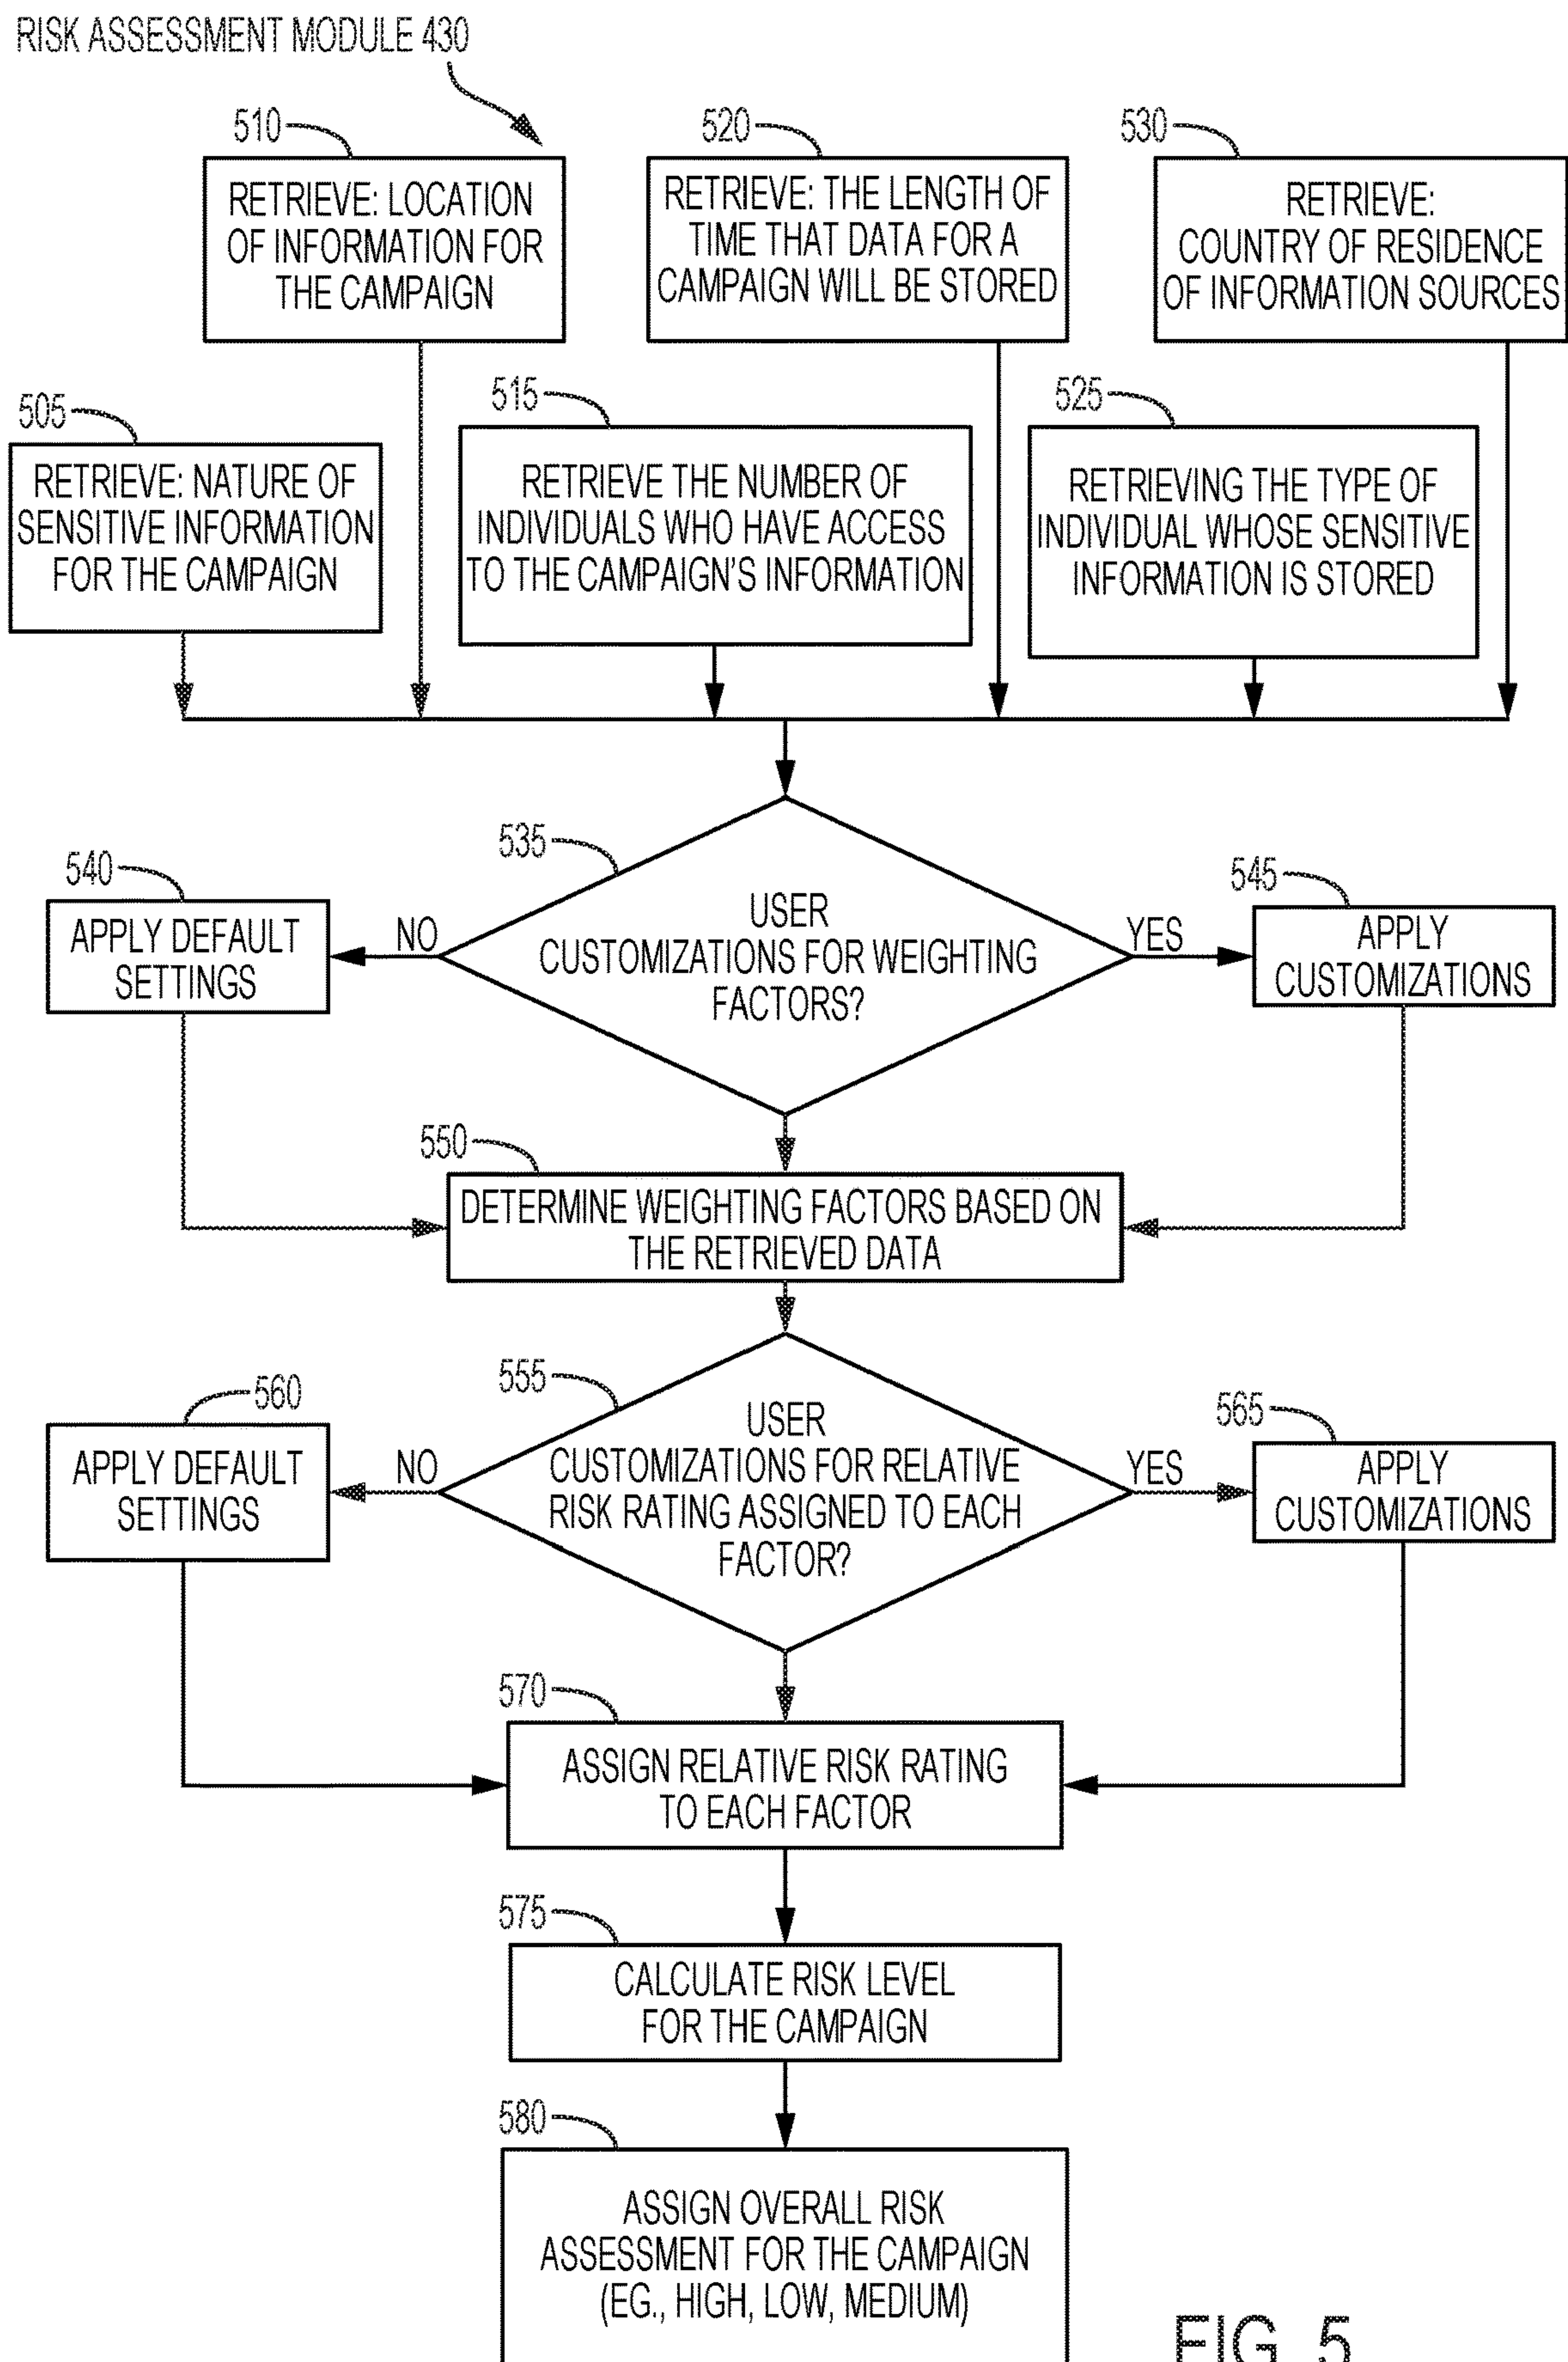 RISK ASSESSMENT MODULE 430
510
RETRIEVE: LOCATION
OF INFORMATION FOR
THE CAMPAIGN
520
RETRIEVE: THE LENGTH OF
TIME THAT DATA FOR A
CAMPAIGN WILL BE STORED
530
RETRIEVE:
COUNTRY OF RESIDENCE
OF INFORMATION SOURCES
505
RETRIEVE: NATURE OF
SENSITIVE INFORMATION
FOR THE CAMPAIGN
515
RETRIEVE THE NUMBER OF
INDIVIDUALS WHO HAVE ACCESS
TO THE CAMPAIGN'S INFORMATION
525
RETRIEVING THE TYPE OF
INDIVIDUAL WHOSE SENSITIVE
INFORMATION IS STORED
535
USER
CUSTOMIZATIONS FOR WEIGHTING
FACTORS?
NO
YES
540
APPLY DEFAULT
SETTINGS
545
APPLY
CUSTOMIZATIONS
550
DETERMINE WEIGHTING FACTORS BASED ON
THE RETRIEVED DATA
555
USER
CUSTOMIZATIONS FOR RELATIVE
RISK RATING ASSIGNED TO EACH
FACTOR?
NO
YES
560
APPLY DEFAULT
SETTINGS
565
APPLY
CUSTOMIZATIONS
570
ASSIGN RELATIVE RISK RATING
TO EACH FACTOR
575
CALCULATE RISK LEVEL
FOR THE CAMPAIGN
580
ASSIGN OVERALL RISK
ASSESSMENT FOR THE CAMPAIGN
(EG., HIGH, LOW, MEDIUM)
FIG. 5